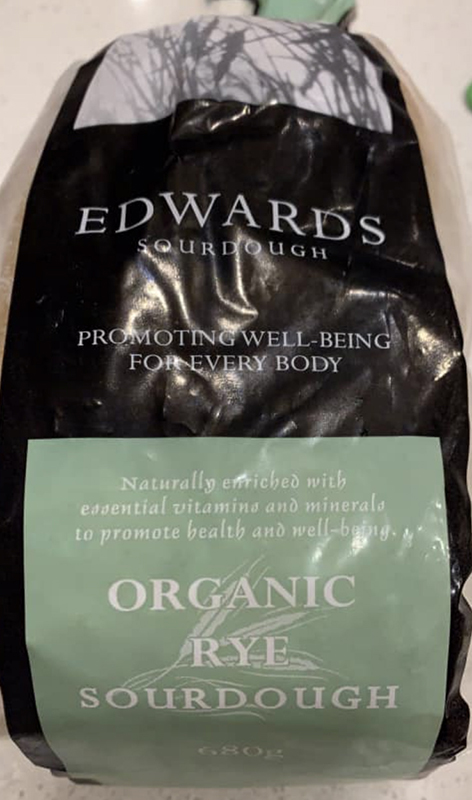 EDWARDS
SOURDOUGH
PROMOTING WELL-BEING
FOR EVERY BODY
Naturally enriched with
essential vitamins and minerals
to promote health and well-being.
ORGANIC
RYE
SOURDOUGH
680g